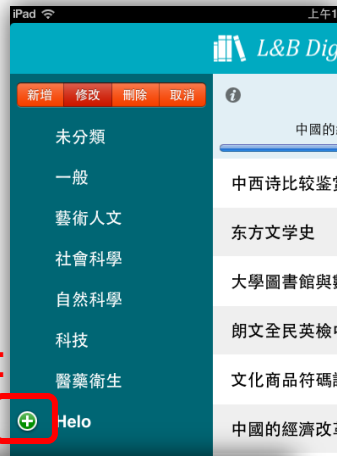 iPad 上午1
L&B Dig
新增 修改 刪除 取消
中國的
未分類
一般
中西诗比较鉴
藝術人文
东方文学史
社會科學
大學圖書館與
自然科學
科技
朗文全民英檢
醫藥衛生
文化商品符碼
Helo
中國的經濟改